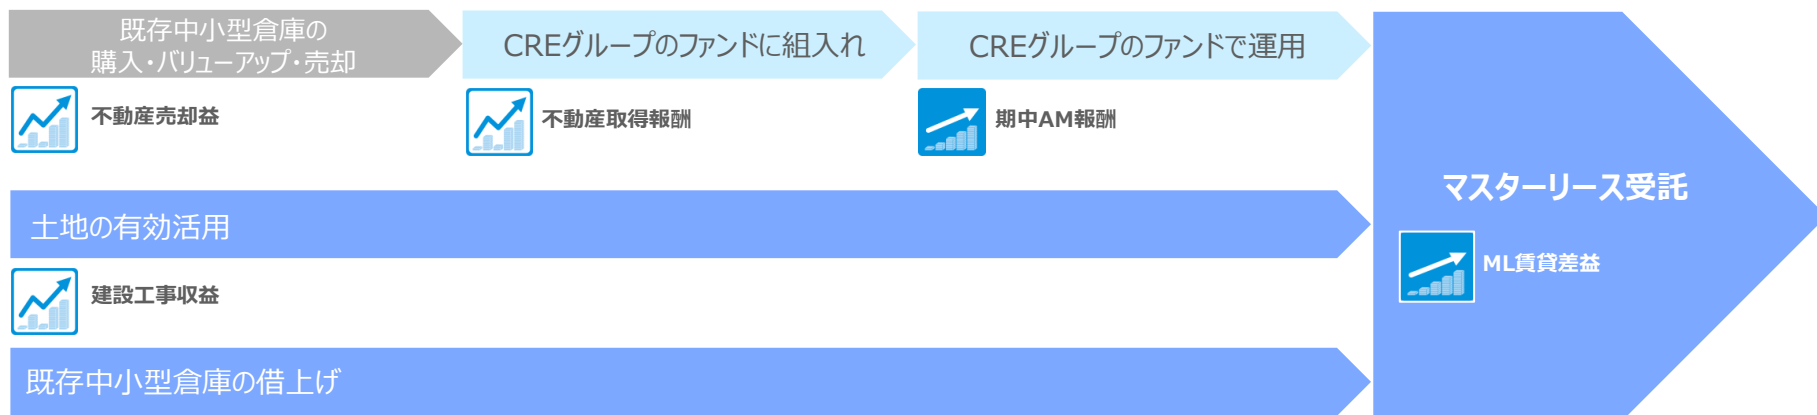 既存中小型倉庫の
購入・バリューアップ・売却
CREグループのファンドに組入れ
CREグループのファンドで運用
不動産売却益
不動産取得報酬
期中AM報酬
マスターリース受託
ML賃貸差益
土地の有効活用
建設工事収益
既存中小型倉庫の借上げ